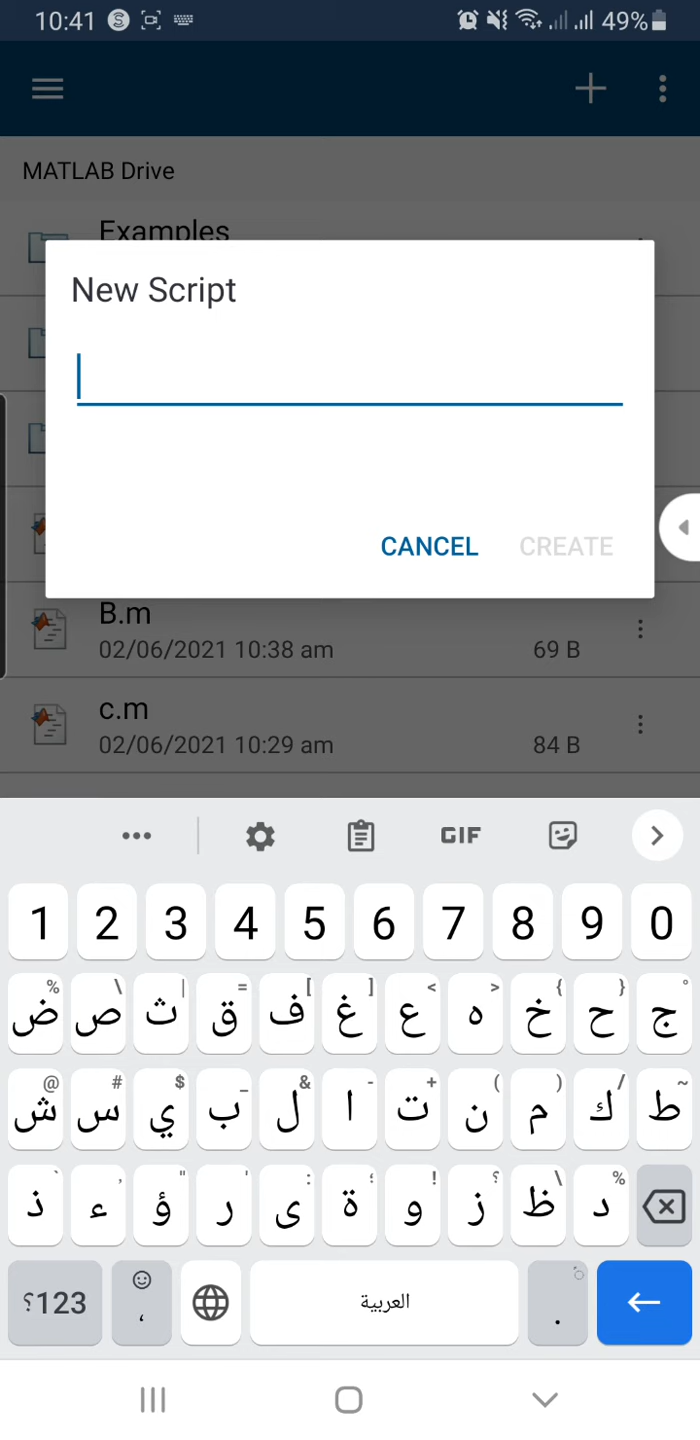 10:41 49%
MATLAB Drive
Examples
New Script
CANCEL CREATE
B.m
02/06/2021 10:38 am 69 B
c.m
02/06/2021 10:29 am 84 B
GIF
1 2 3 4 5 6 7 8 9 0
% \ | = [ ] < > { } °
ض ص ث ق ف غ ع ه خ ح ج
@ # $ _ & - + ( ) / ~
ش س ي ب ل ا ت ن م ك ط
` , " ' : ؛ ! ؟ \ %
ذ ء ؤ ر ى ة و ز ظ د
؟123 ، العربية .